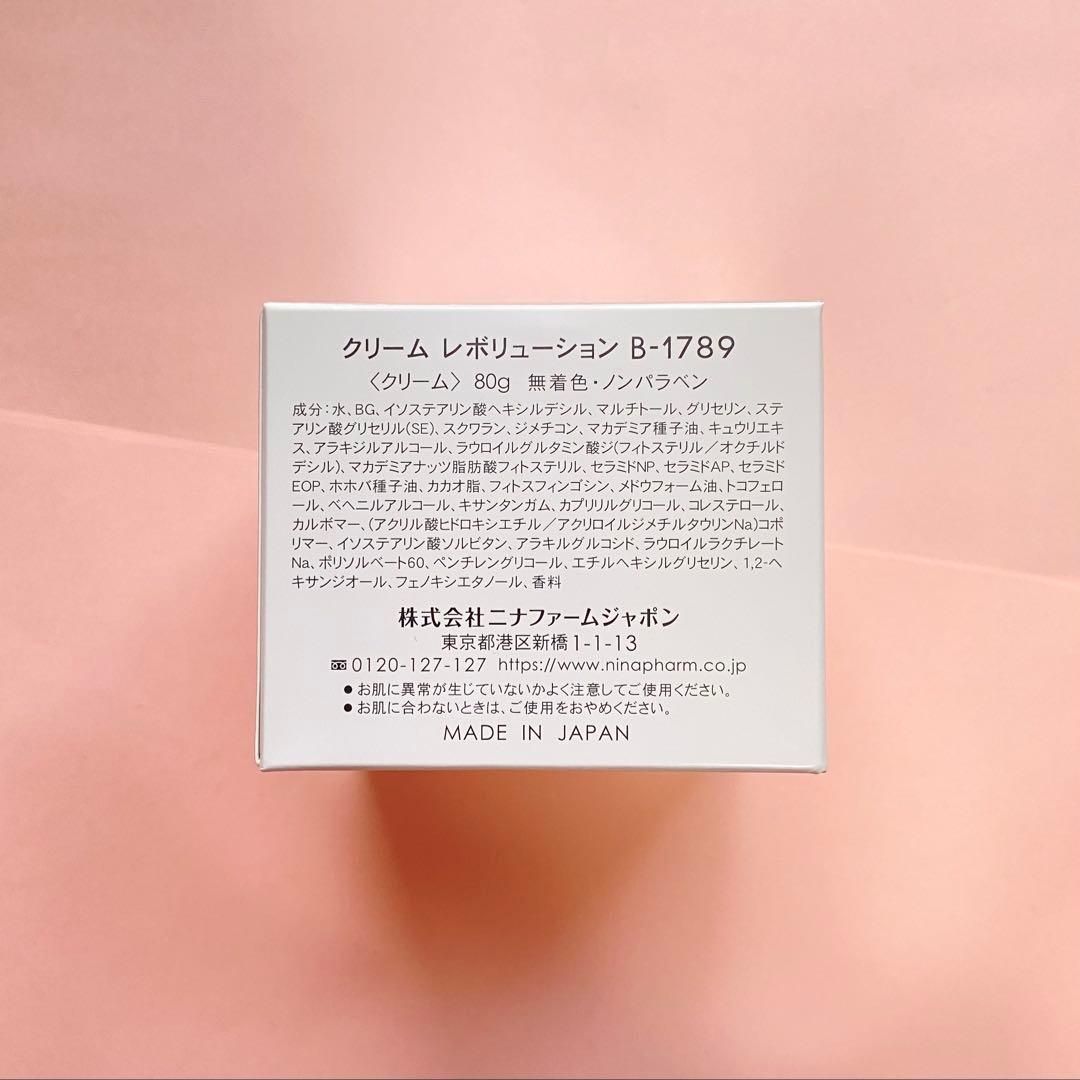 クリーム レボリューション B-1789
〈クリーム〉 80g 無着色・ノンパラベン
成分：水、BG、イソステアリン酸ヘキシルデシル、マルチトール、グリセリン、ステ
アリン酸グリセリル(SE)、スクワラン、ジメチコン、マカデミア種子油、キュウリエキ
ス、アラキジルアルコール、ラウロイルグルタミン酸ジ(フィトステリル／オクチルド
デシル)、マカデミアナッツ脂肪酸フィトステリル、セラミドNP、セラミドAP、セラミド
EOP、ホホバ種子油、カカオ脂、フィトスフィンゴシン、メドウフォーム油、トコフェロ
ール、ベヘニルアルコール、キサンタンガム、カプリリルグリコール、コレステロール、
カルボマー、(アクリル酸ヒドロキシエチル／アクリロイルジメチルタウリンNa)コポ
リマー、イソステアリン酸ソルビタン、アラキルグルコシド、ラウロイルラクチレート
Na、ポリソルベート60、ペンチレングリコール、エチルヘキシルグリセリン、1,2-ヘ
キサンジオール、フェノキシエタノール、香料
株式会社ニナファームジャポン
東京都港区新橋1-1-13
0120-127-127 https://www.ninapharm.co.jp
●お肌に異常が生じていないかよく注意してご使用ください。
●お肌に合わないときは、ご使用をおやめください。
MADE IN JAPAN